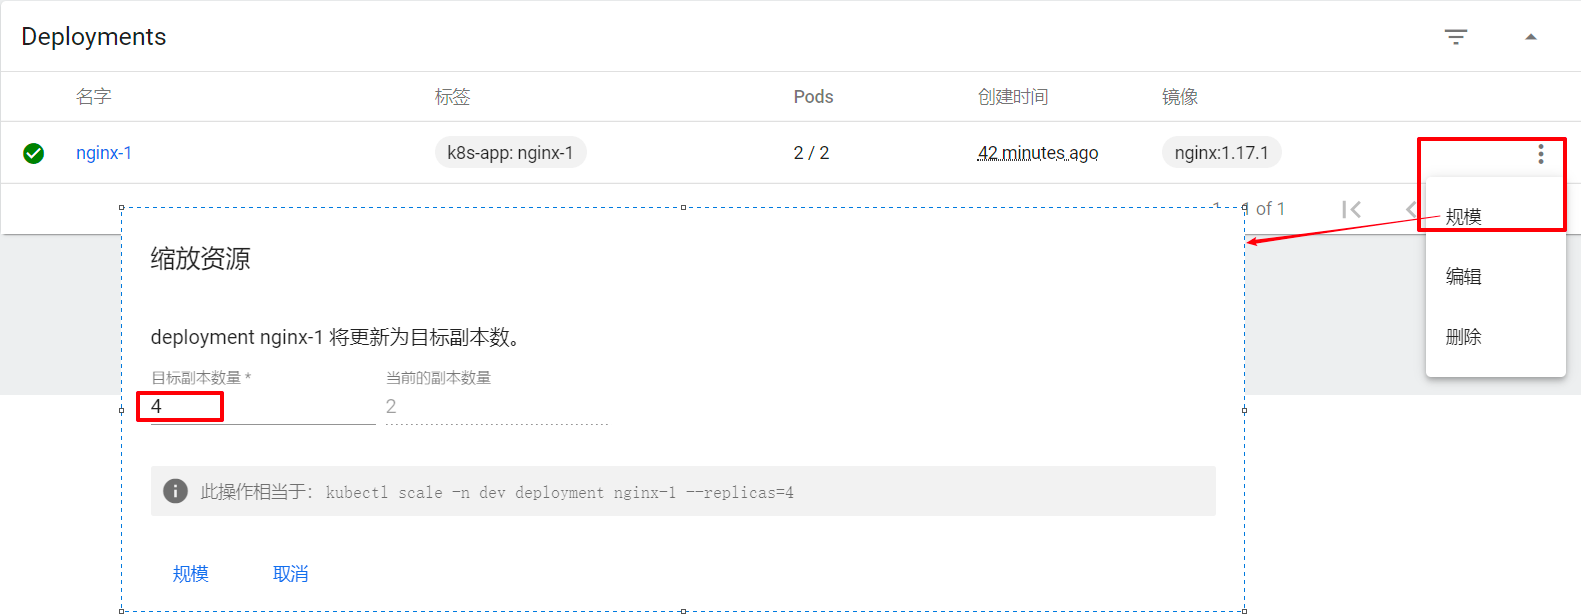 Deployments
名字 标签 Pods 创建时间 镜像
nginx-1 k8s-app: nginx-1 2 / 2 42 minutes ago nginx:1.17.1
1 of 1
规模
编辑
删除
缩放资源
deployment nginx-1 将更新为目标副本数。
目标副本数量 * 当前的副本数量
4 2
此操作相当于: kubectl scale -n dev deployment nginx-1 --replicas=4
规模 取消